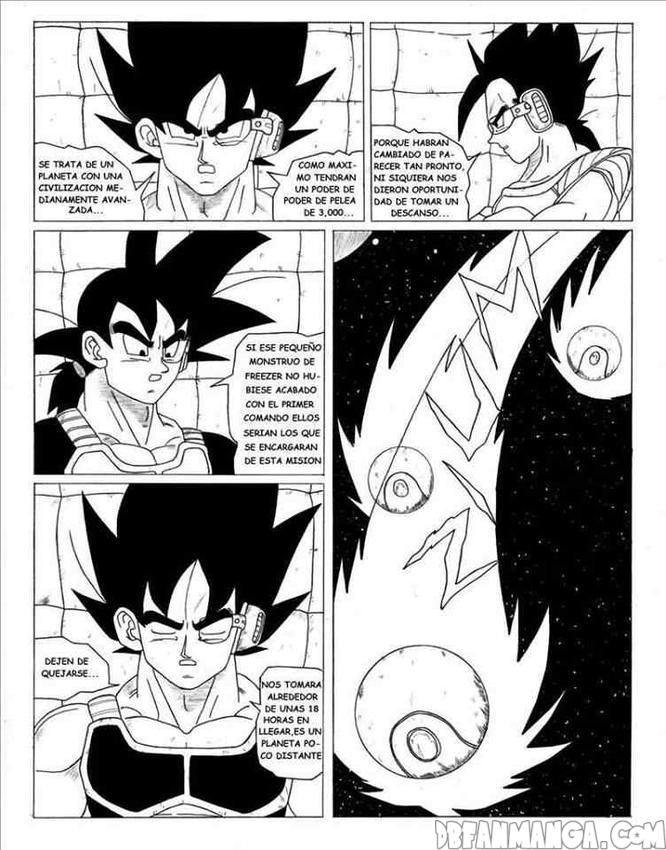 SE TRATA DE UN
PLANETA CON UNA
CIVILIZACION ME-
DIANAMENTE AVAN-
ZADA...
COMO MAXI-
MO TENDRAN
UN PODER DE
PODER DE PELEA
DE 3,000...
PORQUE HABRAN
CAMBIADO DE PA-
RECER TAN PRONTO,
NI SIQUIERA NOS
DIERON OPORTUNI-
DAD DE TOMAR UN
DESCANSO...
SI ESE PEQUEÑO
MONSTRUO DE
FREEZER NO HU-
BIESE ACABADO
CON EL PRIMER
COMANDO ELLOS
SERIAN LOS QUE
SE ENCARGARAN
DE ESTA MISION
ZIUM
DEJEN DE
QUEJARSE...
NOS TOMARA
ALREDEDOR
DE UNAS 18
HORAS EN
LLEGAR,ES UN
PLANETA PO-
CO DISTANTE
DBFANMANGA.COM